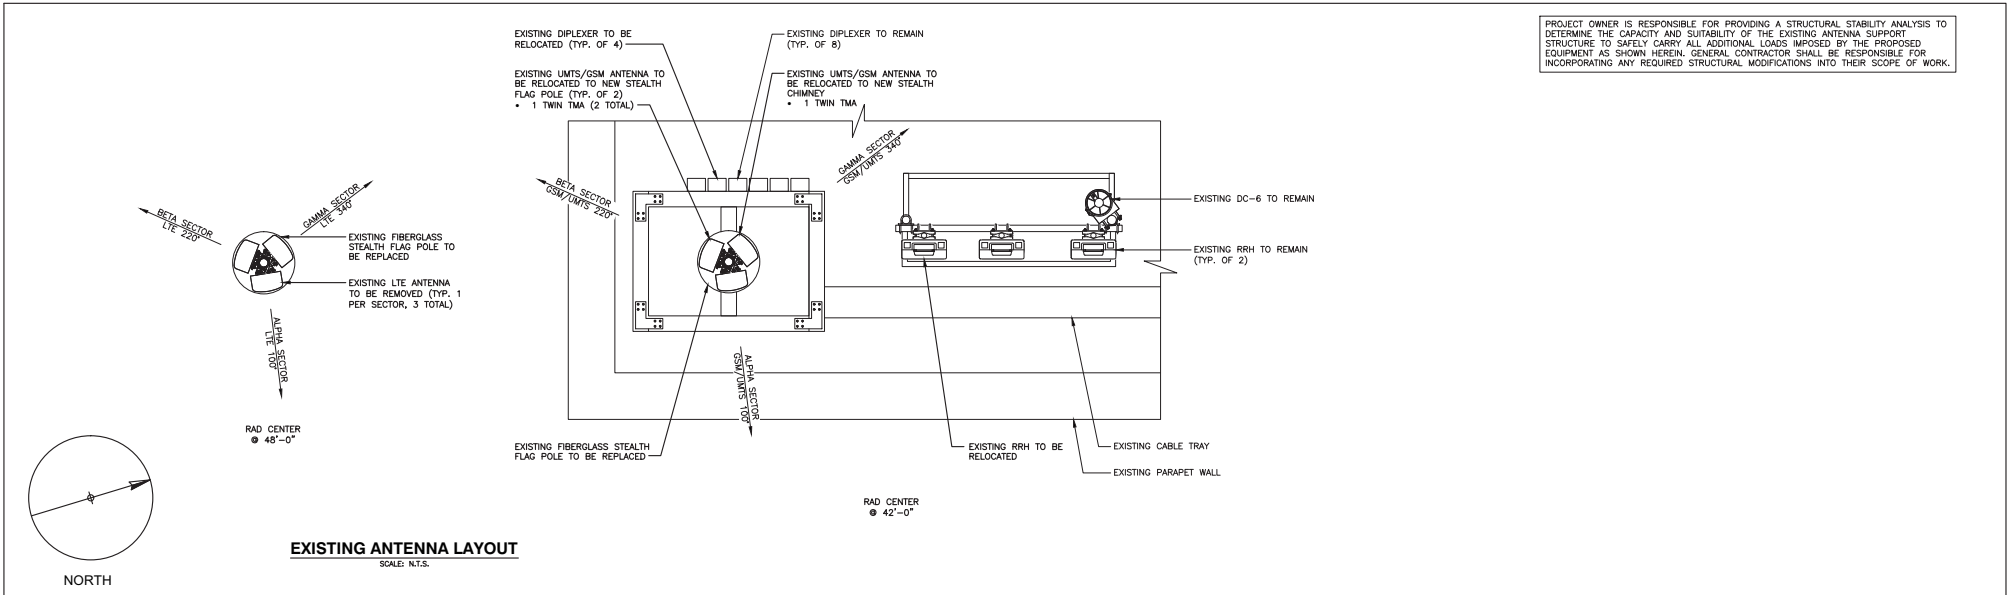 PROJECT OWNER IS RESPONSIBLE FOR PROVIDING A STRUCTURAL STABILITY ANALYSIS TO
DETERMINE THE CAPACITY AND SUITABILITY OF THE EXISTING ANTENNA SUPPORT
STRUCTURE TO SAFELY CARRY ALL ADDITIONAL LOADS IMPOSED BY THE PROPOSED
EQUIPMENT AS SHOWN HEREIN. GENERAL CONTRACTOR SHALL BE RESPONSIBLE FOR
INCORPORATING ANY REQUIRED STRUCTURAL MODIFICATIONS INTO THEIR SCOPE OF WORK.
BETA SECTOR
LTE 220°
GAMMA SECTOR
LTE 340°
EXISTING FIBERGLASS
STEALTH FLAG POLE TO
BE REPLACED
EXISTING LTE ANTENNA
TO BE REMOVED (TYP. 1
PER SECTOR, 3 TOTAL)
ALPHA SECTOR
LTE 100°
RAD CENTER
@ 48'-0"
EXISTING DIPLEXER TO BE
RELOCATED (TYP. OF 4)
EXISTING UMTS/GSM ANTENNA TO
BE RELOCATED TO NEW STEALTH
FLAG POLE (TYP. OF 2)
• 1 TWIN TMA (2 TOTAL)
EXISTING DIPLEXER TO REMAIN
(TYP. OF 8)
EXISTING UMTS/GSM ANTENNA TO
BE RELOCATED TO NEW STEALTH
CHIMNEY
• 1 TWIN TMA
BETA SECTOR
GSM/UMTS 220°
GAMMA SECTOR
GSM/UMTS 340°
ALPHA SECTOR
GSM/UMTS 100°
EXISTING DC-6 TO REMAIN
EXISTING RRH TO REMAIN
(TYP. OF 2)
EXISTING FIBERGLASS STEALTH
FLAG POLE TO BE REPLACED
EXISTING RRH TO BE
RELOCATED
EXISTING CABLE TRAY
EXISTING PARAPET WALL
RAD CENTER
@ 42'-0"
EXISTING ANTENNA LAYOUT
SCALE: N.T.S.
NORTH